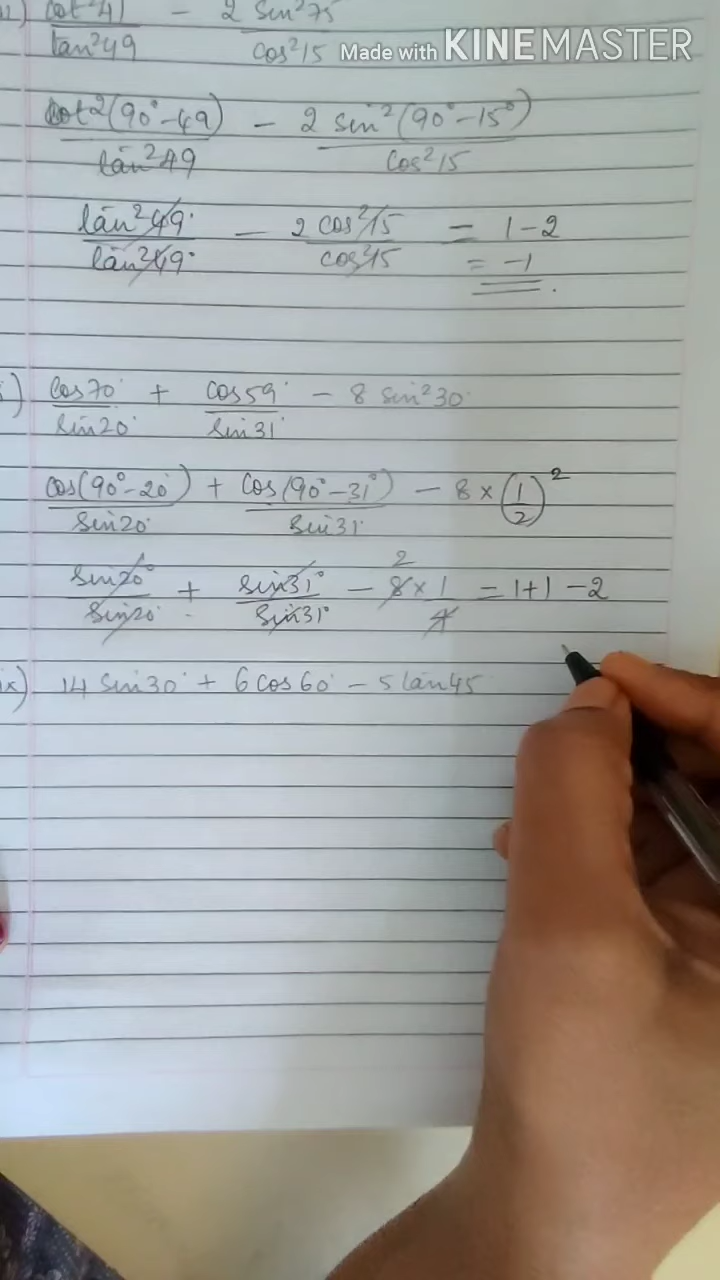 cot²41 - 2 sin²75
tan²49 cos²15
Made with KINEMASTER
cot²(90°-49) - 2 sin²(90°-15°)
tan²49 cos²15
tan²49° - 2 cos²15 = 1-2
tan²49° cos²15 = -1
cos70° + cos59° - 8 sin²30°
sin20° sin31°
cos(90°-20°) + cos(90°-31°) - 8 × (1/2)²
sin20° sin31°
2
sin20° + sin31° - 8×1 = 1+1-2
sin20° sin31° 4
ix) 14 sin30° + 6 cos60° - 5 tan45°